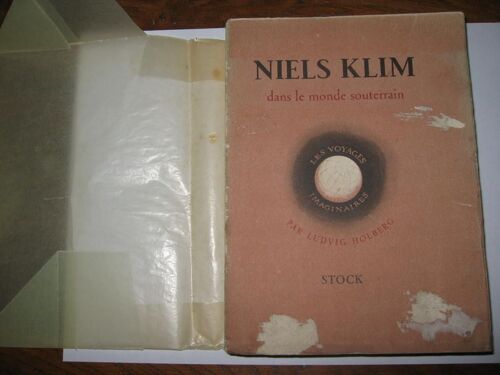 NIELS KLIM
dans le monde souterrain
LES VOYAGES
IMAGINAIRES
PAR LUDVIG HOLBERG
STOCK